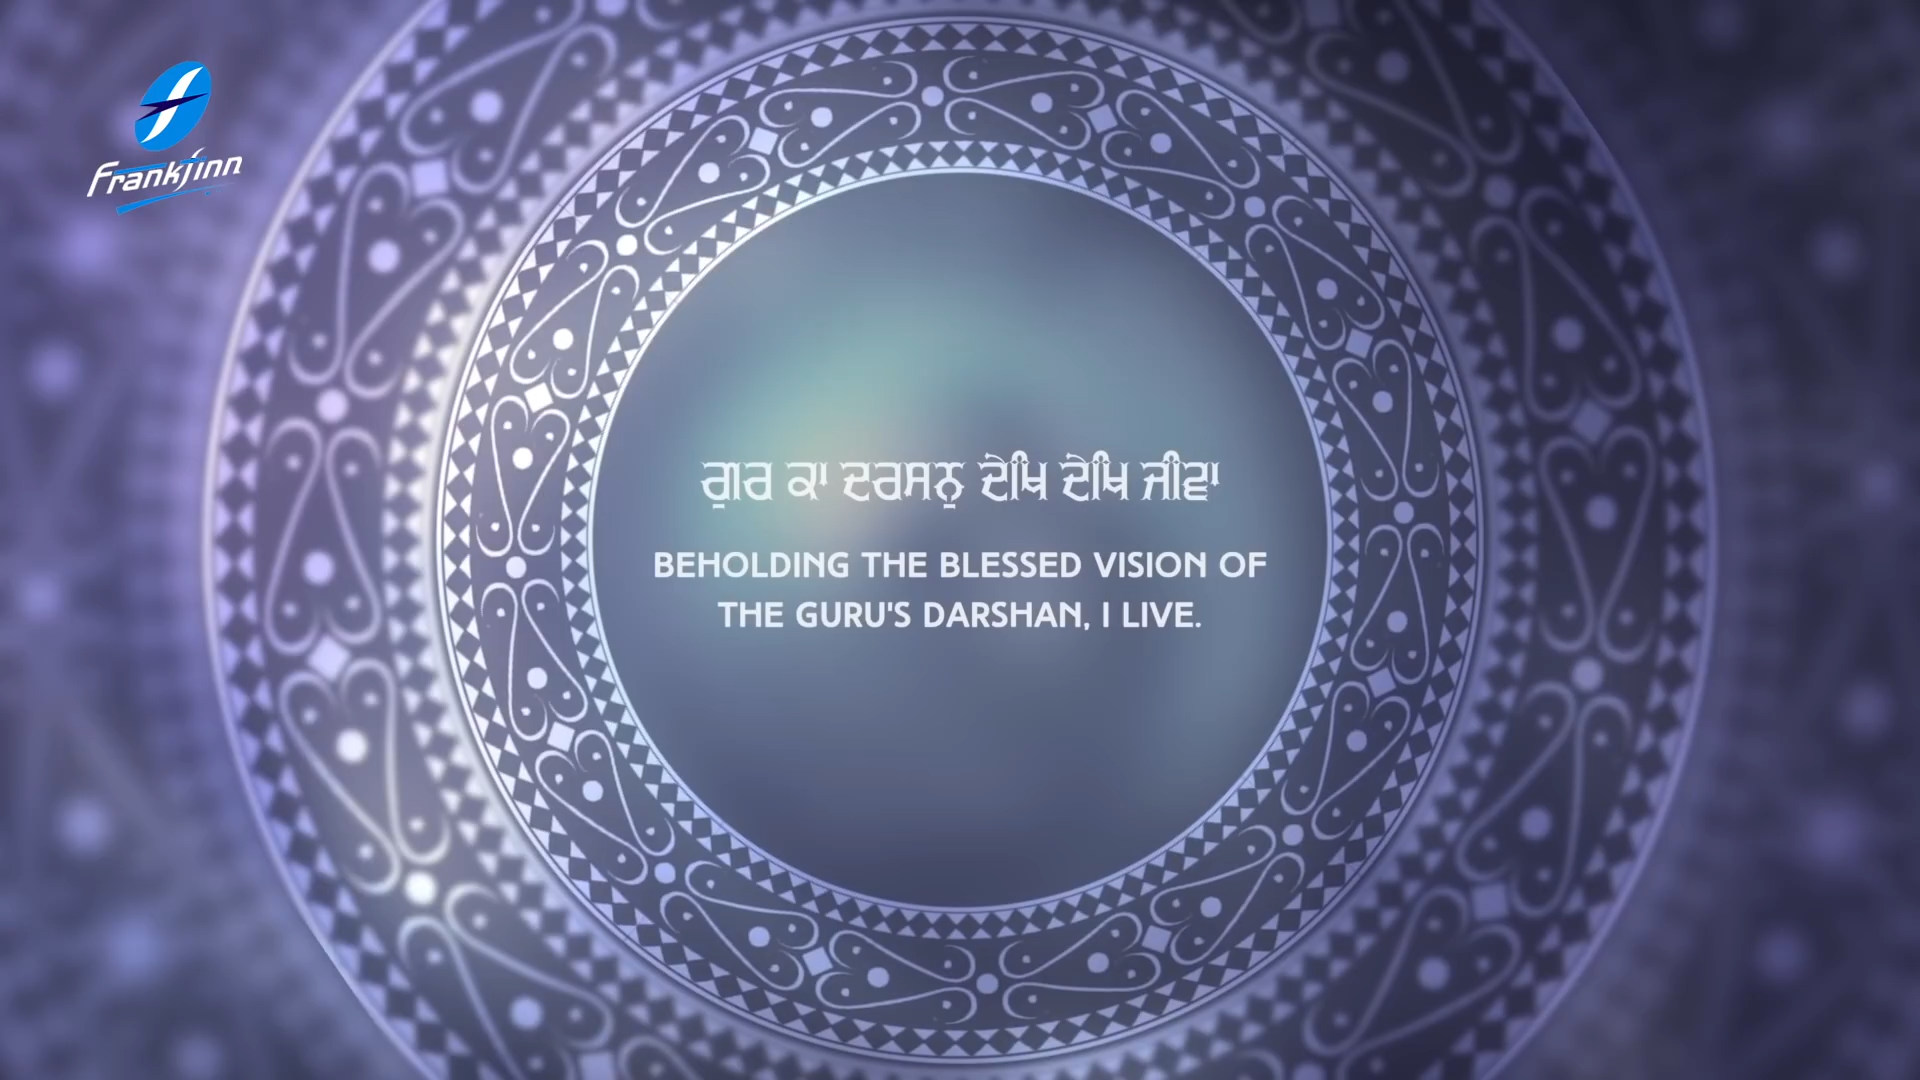 Frankfinn
ਗੁਰ ਕਾ ਦਰਸਨੁ ਦੇਖਿ ਦੇਖਿ ਜੀਵਾ
BEHOLDING THE BLESSED VISION OF
THE GURU'S DARSHAN, I LIVE.